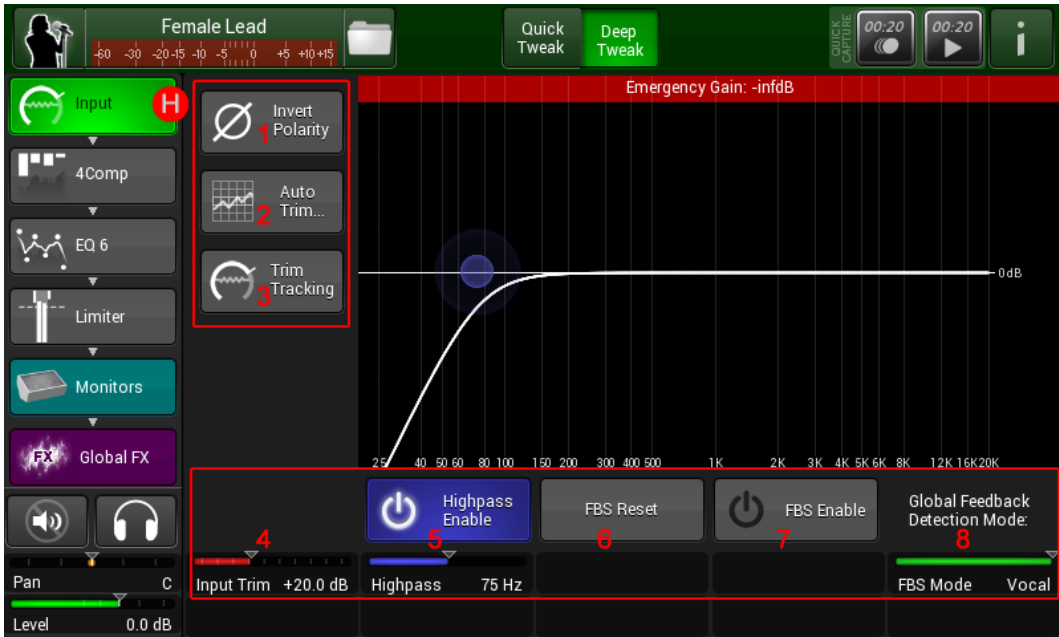 Female Lead
-60 -30 -20 -15 -10 -5 0 +5 +10 +15
Quick Tweak
Deep Tweak
QUICK CAPTURE
00:20
00:20
i
Input
H
4Comp
EQ 6
Limiter
Monitors
FX
Global FX
Pan C
Level 0.0 dB
Invert
1 Polarity
Auto
2 Trim...
Trim
3 Tracking
Emergency Gain: -infdB
0dB
25 40 50 60 80 100 150 200 300 400 500 1K 2K 3K 4K 5K 6K 8K 12K 16K 20K
4
Input Trim +20.0 dB
Highpass
Enable
5
Highpass 75 Hz
FBS Reset
6
FBS Enable
7
Global Feedback
Detection Mode:
8
FBS Mode Vocal